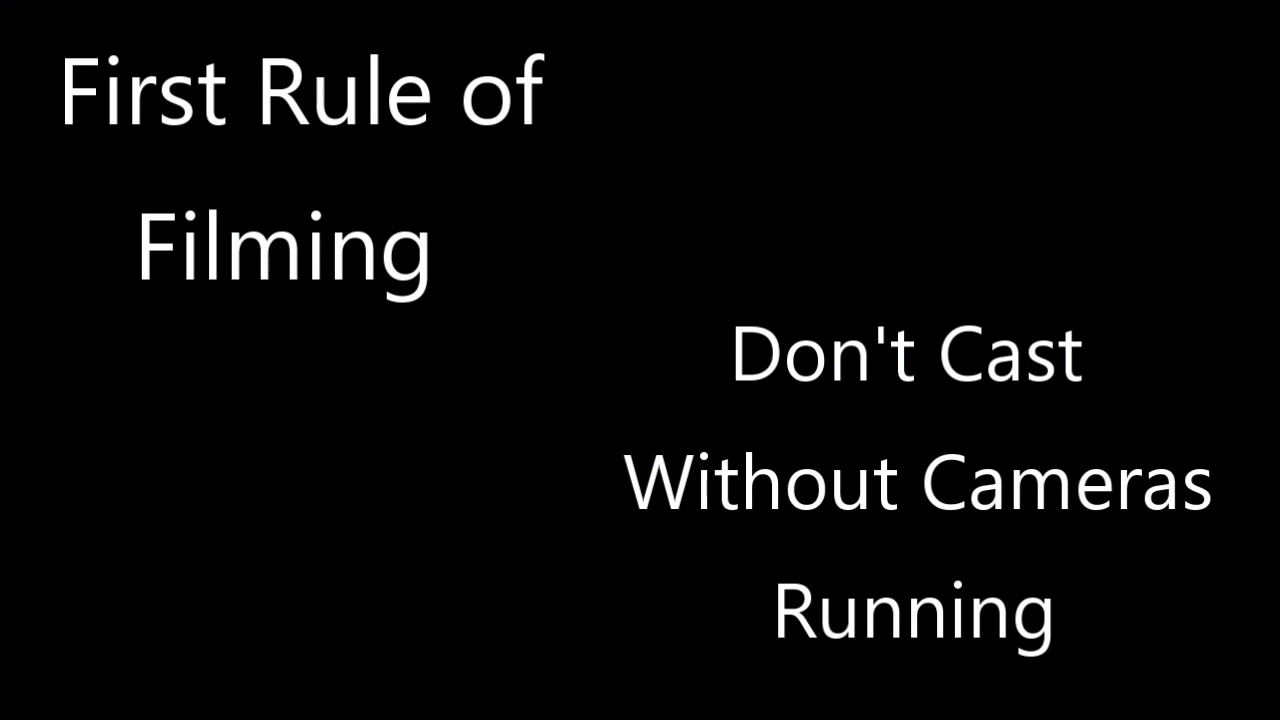 First Rule of
Filming
Don't Cast
Without Cameras
Running